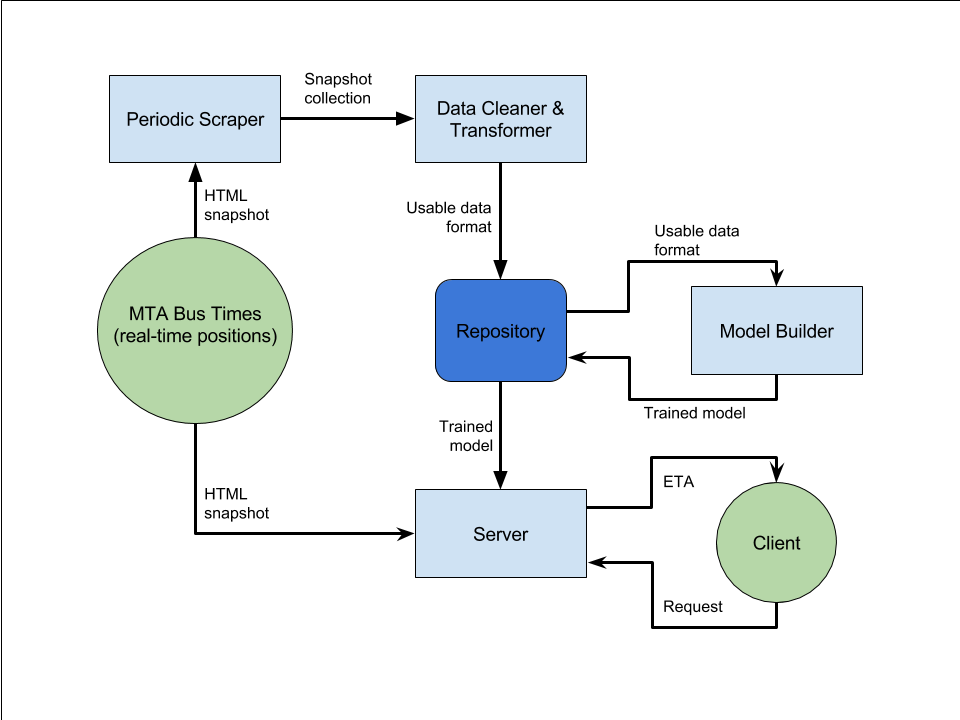 Snapshot
collection
Periodic Scraper
Data Cleaner &
Transformer
HTML
snapshot
Usable data
format
Usable data
format
MTA Bus Times
(real-time positions)
Repository
Model Builder
Trained model
Trained
model
ETA
HTML
snapshot
Server
Client
Request